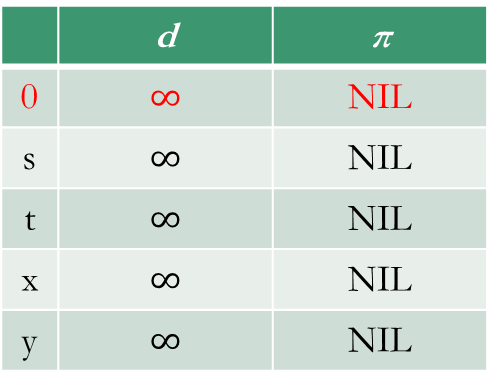 d π
0 ∞ NIL
s ∞ NIL
t ∞ NIL
x ∞ NIL
y ∞ NIL